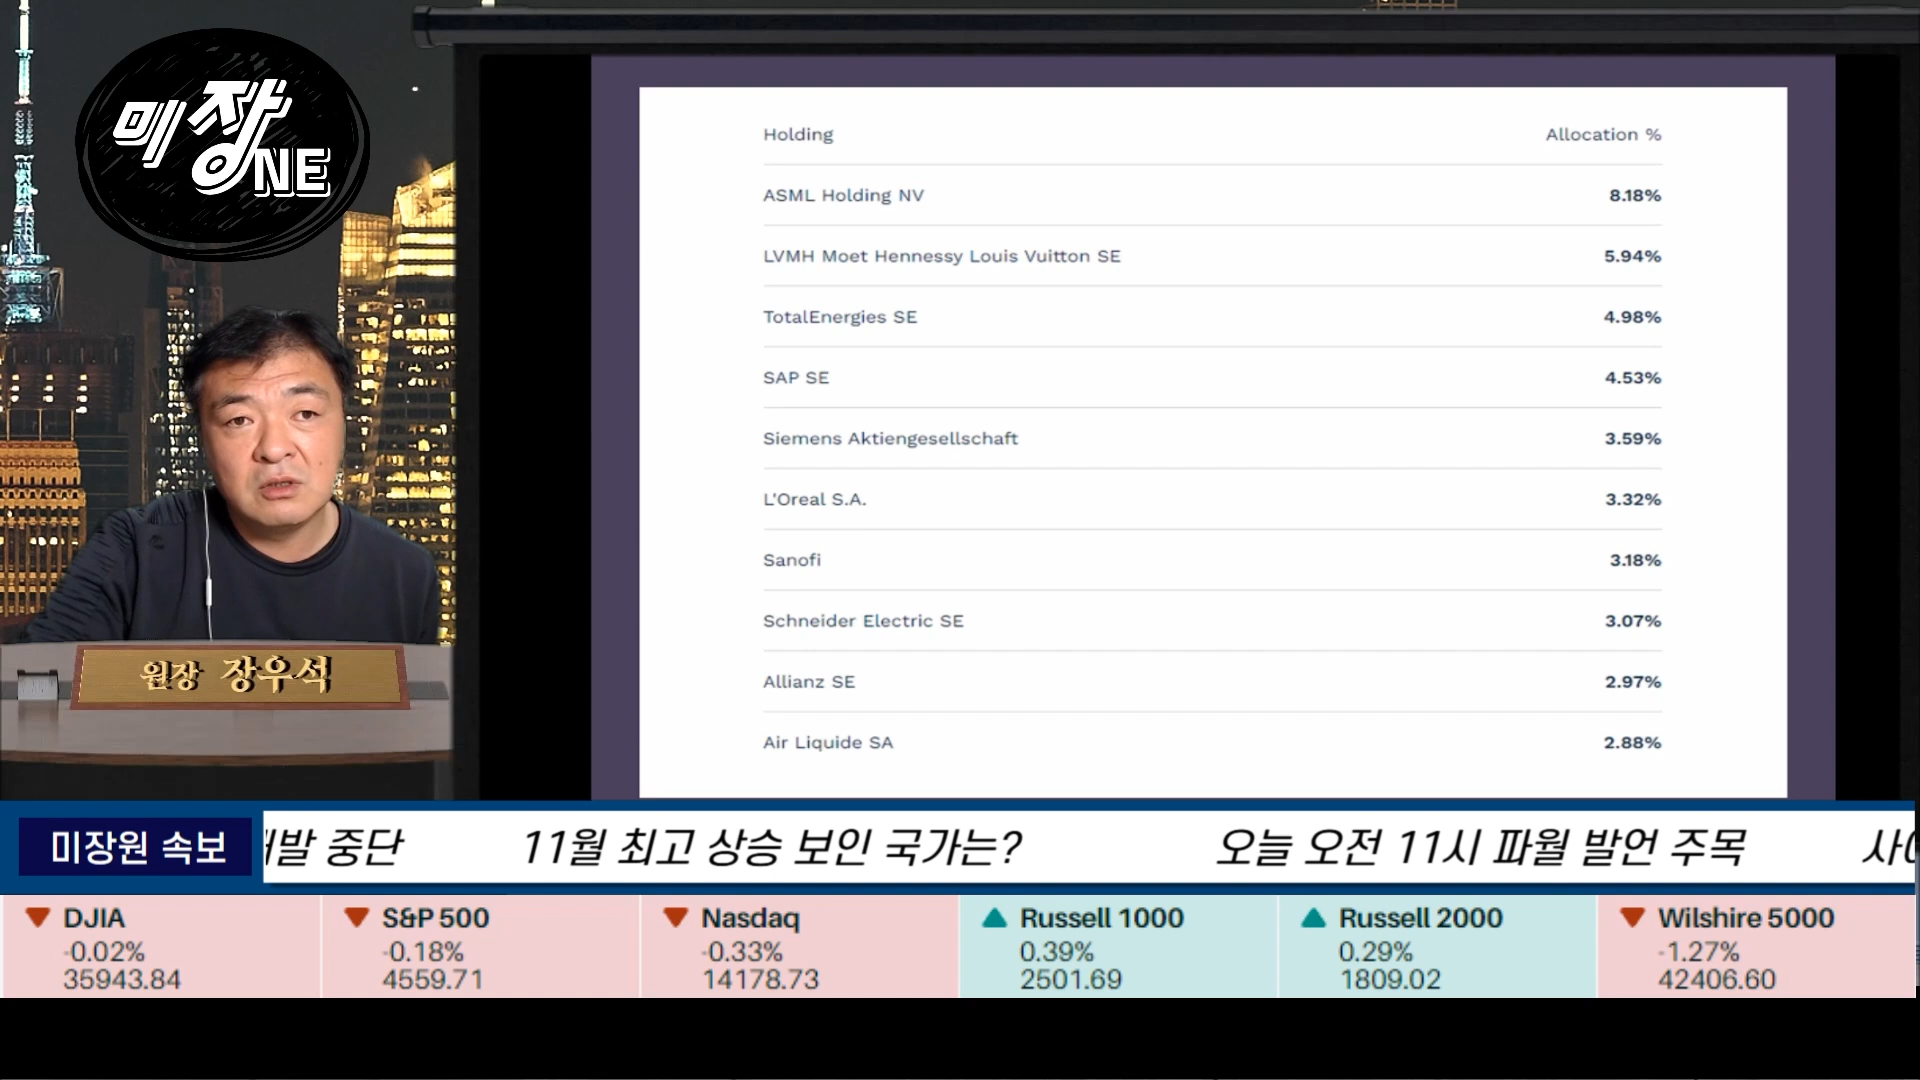 미장NE
Holding Allocation %
ASML Holding NV 8.18%
LVMH Moet Hennessy Louis Vuitton SE 5.94%
TotalEnergies SE 4.98%
SAP SE 4.53%
Siemens Aktiengesellschaft 3.59%
L'Oreal S.A. 3.32%
Sanofi 3.18%
Schneider Electric SE 3.07%
Allianz SE 2.97%
Air Liquide SA 2.88%
원장 장우석
미장원 속보
발 중단 11월 최고 상승 보인 국가는? 오늘 오전 11시 파월 발언 주목 사
DJIA S&P 500 Nasdaq Russell 1000 Russell 2000 Wilshire 5000
-0.02% -0.18% -0.33% 0.39% 0.29% -1.27%
35943.84 4559.71 14178.73 2501.69 1809.02 42406.60